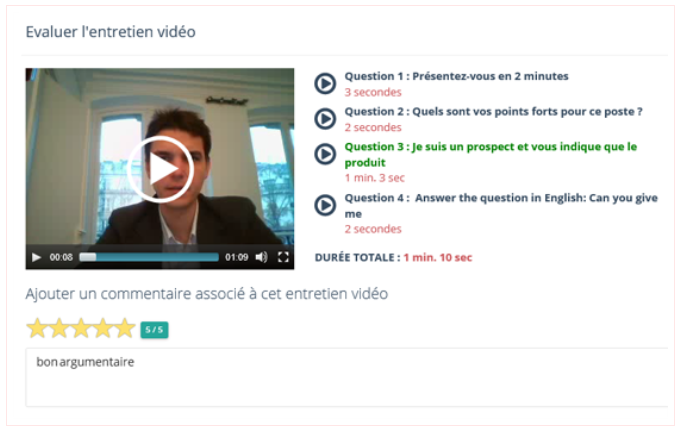 Evaluer l'entretien vidéo
Question 1 : Présentez-vous en 2 minutes
3 secondes
Question 2 : Quels sont vos points forts pour ce poste ?
2 secondes
Question 3 : Je suis un prospect et vous indique que le
produit
1 min. 3 sec
Question 4 : Answer the question in English: Can you give
me
2 secondes
00:08 01:09
DURÉE TOTALE : 1 min. 10 sec
Ajouter un commentaire associé à cet entretien vidéo
5 / 5
bon argumentaire